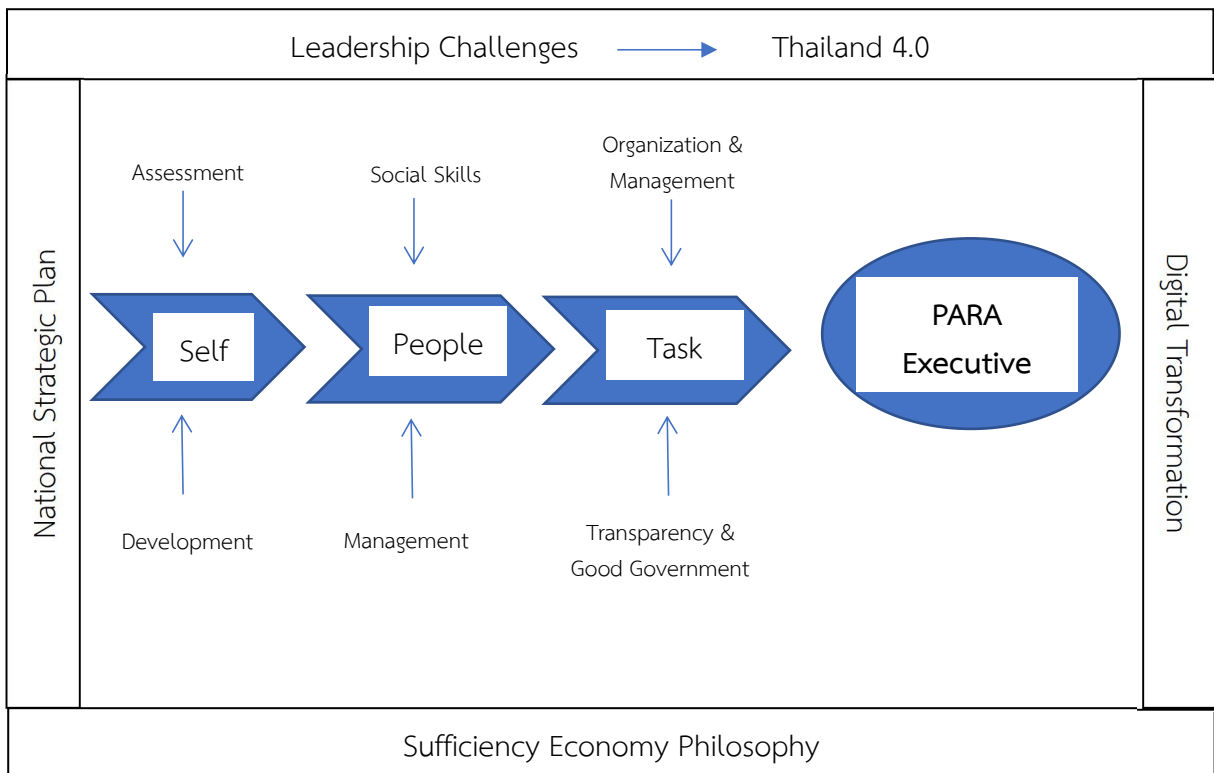 Leadership Challenges Thailand 4.0
National Strategic Plan
Assessment
Social Skills
Organization &
Management
Self
People
Task
PARA
Executive
Development
Management
Transparency &
Good Government
Digital Transformation
Sufficiency Economy Philosophy